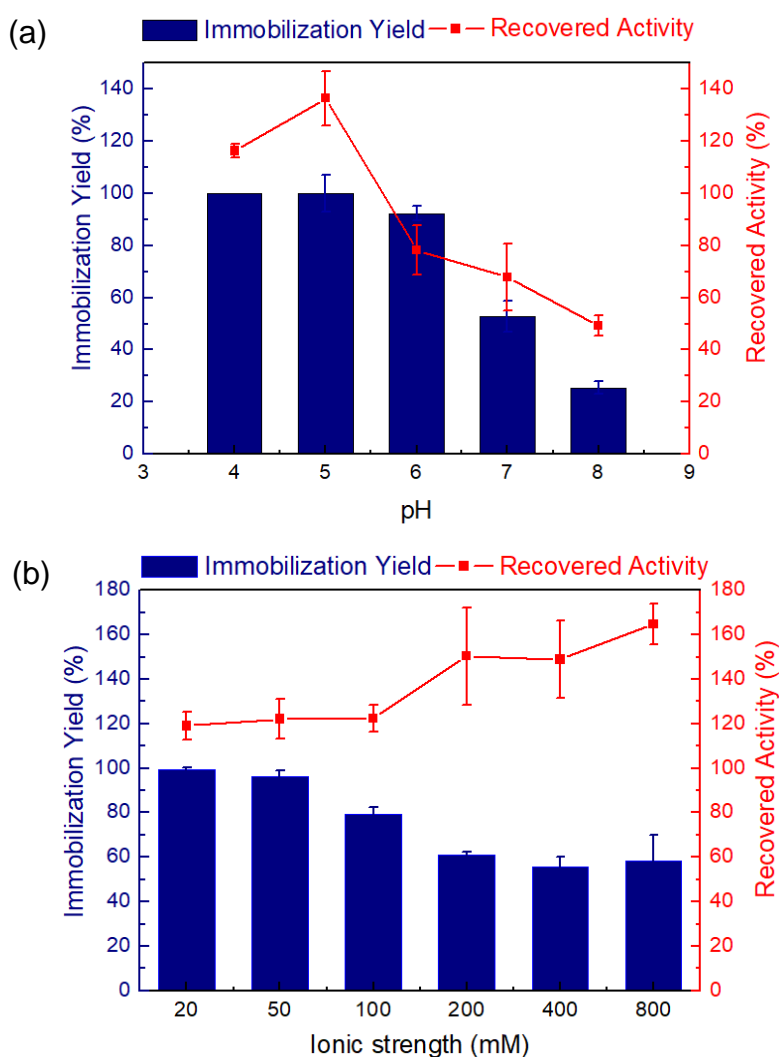 (a)
Immobilization Yield Recovered Activity
140 140
120 120
100 100
80 80
60 60
40 40
20 20
0 0
3 4 5 6 7 8 9
pH
Immobilization Yield (%)
Recovered Activity (%)
(b)
Immobilization Yield Recovered Activity
180 180
160 160
140 140
120 120
100 100
80 80
60 60
40 40
20 20
0 0
20 50 100 200 400 800
Ionic strength (mM)
Immobilization Yield (%)
Recovered Activity (%)